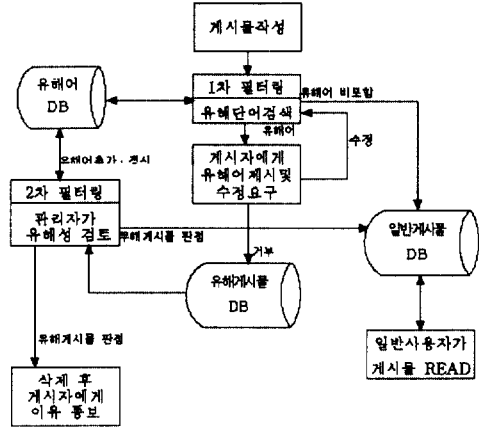 게시물작성
1차 필터링
유해단어검색
유해어 비포함
유해어
DB
유해어
수정
게시자에게
유해어제시및
수정요구
유해어추가·갱신
2차 필터링
관리자가
유해성 검토
무해게시물 판정
일반게시물
DB
거부
유해게시물
DB
유해게시물 판정
일반사용자가
게시물 READ
삭제 후
게시자에게
이유 통보